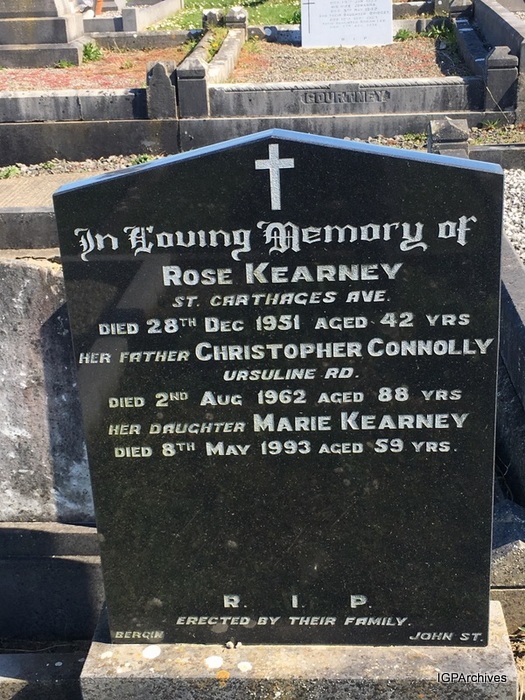 COURTNEY
In Loving Memory of
ROSE KEARNEY
ST. CARTHAGES AVE.
DIED 28TH DEC 1951 AGED 42 YRS
HER FATHER CHRISTOPHER CONNOLLY
URSULINE RD.
DIED 2ND AUG 1962 AGED 88 YRS
HER DAUGHTER MARIE KEARNEY
DIED 8TH MAY 1993 AGED 59 YRS.
R. I. P.
ERECTED BY THEIR FAMILY.
BERGIN JOHN ST.
IGPArchives